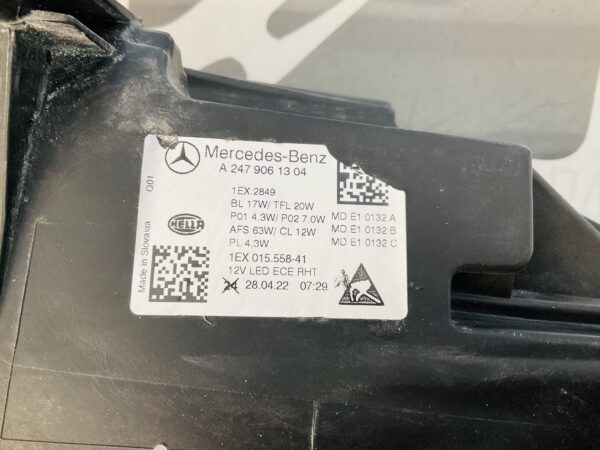 Mercedes-Benz
A 247 906 13 04
1EX 2849
BL 17W/ TFL 20W
P01 4.3W/ P02 7.0W
AFS 63W/ CL 12W
PL 4.3W
1EX 015.558-41
12V LED ECE RHT
24 28.04.22 07:29
MD E1 0132 A
MD E1 0132 B
MD E1 0132 C
HELLA
Made in Slovakia
Q01